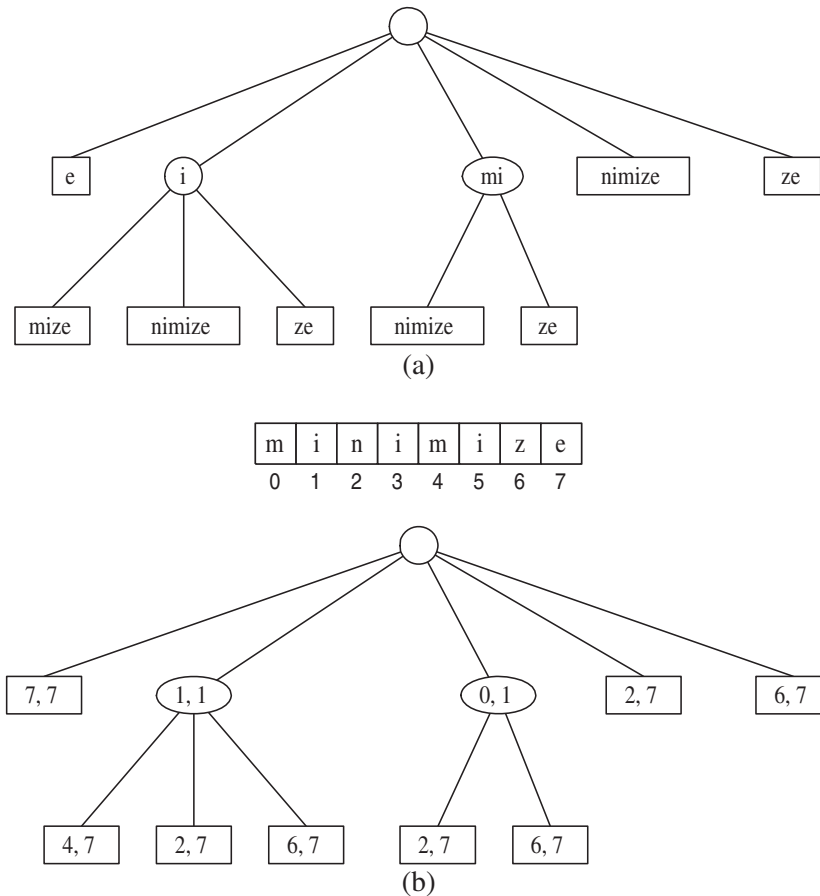 e i mi nimize ze
mize nimize ze nimize ze
(a)
m i n i m i z e
0 1 2 3 4 5 6 7
7, 7 1, 1 0, 1 2, 7 6, 7
4, 7 2, 7 6, 7 2, 7 6, 7
(b)